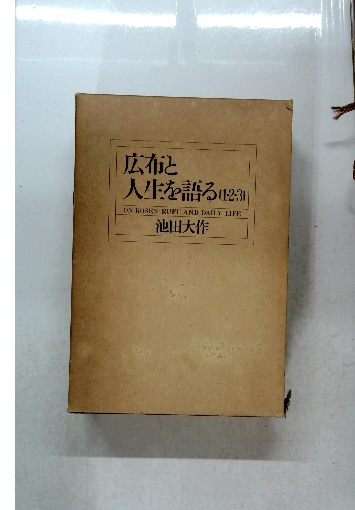 広布と
人生を語る(1・2・3)
ON KOSEN-RUFU AND DAILY LIFE
池田大作